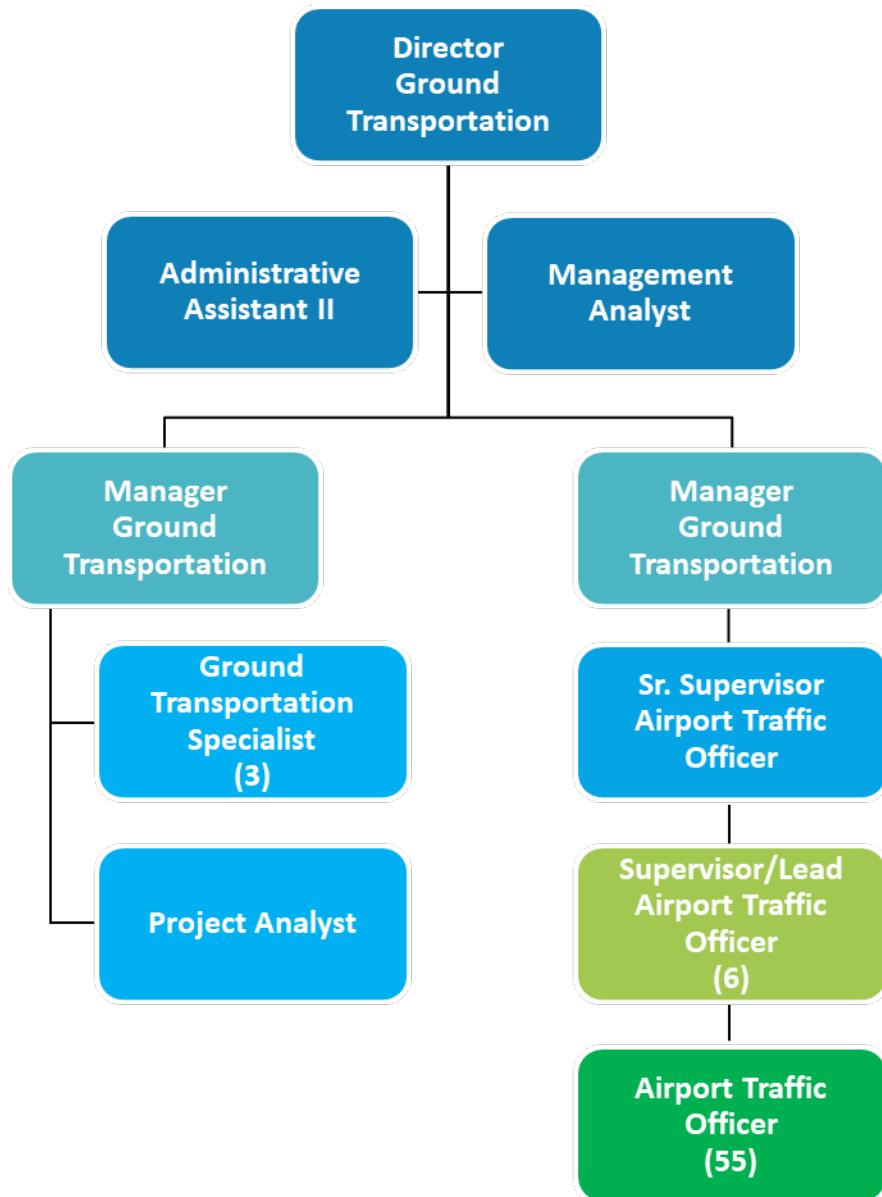 Director
Ground
Transportation
Administrative
Assistant II
Management
Analyst
Manager
Ground
Transportation
Manager
Ground
Transportation
Ground
Transportation
Specialist
(3)
Project Analyst
Sr. Supervisor
Airport Traffic
Officer
Supervisor/Lead
Airport Traffic
Officer
(6)
Airport Traffic
Officer
(55)